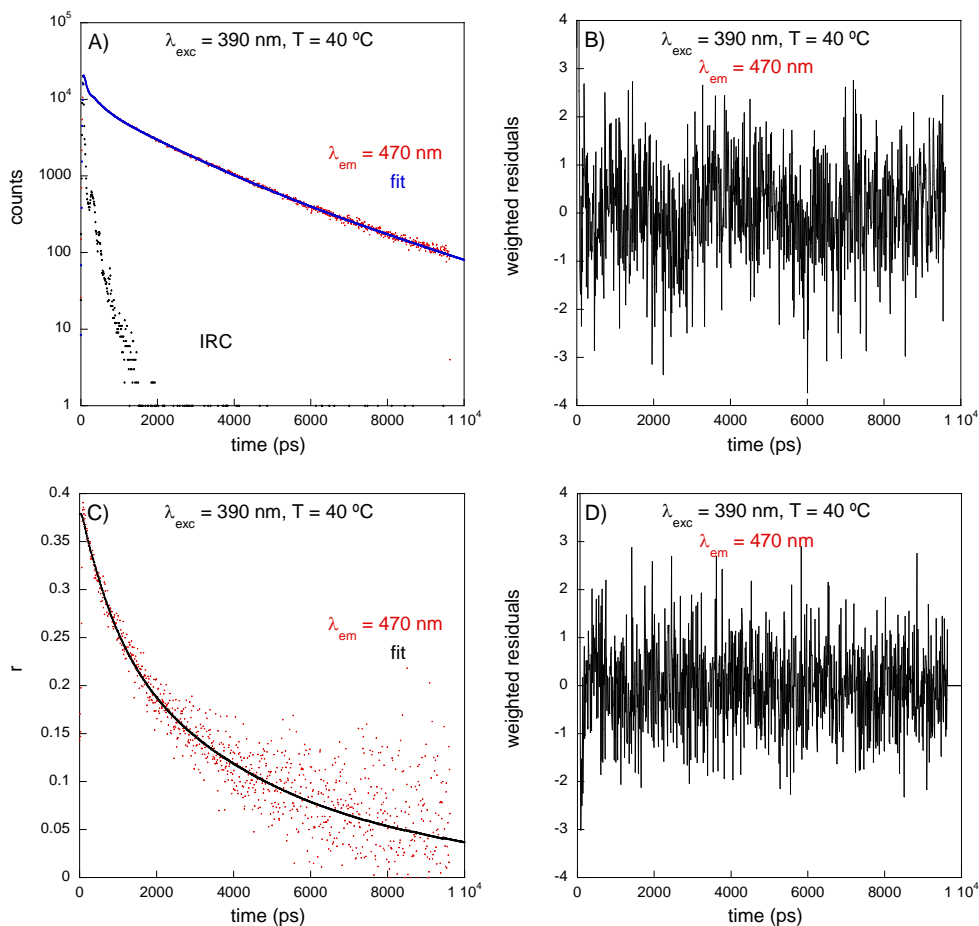 A)
λexc = 390 nm, T = 40 ºC
10^5
10^4
1000
100
10
1
counts
λem = 470 nm
fit
IRC
0
2000
4000
6000
8000
1 10^4
time (ps)
B)
λexc = 390 nm, T = 40 ºC
λem = 470 nm
4
3
2
1
0
-1
-2
-3
-4
weighted residuals
0
2000
4000
6000
8000
1 10^4
time (ps)
C)
λexc = 390 nm, T = 40 ºC
0.4
0.35
0.3
0.25
0.2
0.15
0.1
0.05
0
r
λem = 470 nm
fit
0
2000
4000
6000
8000
1 10^4
time (ps)
D)
λexc = 390 nm, T = 40 ºC
λem = 470 nm
4
3
2
1
0
-1
-2
-3
-4
weighted residuals
0
2000
4000
6000
8000
1 10^4
time (ps)